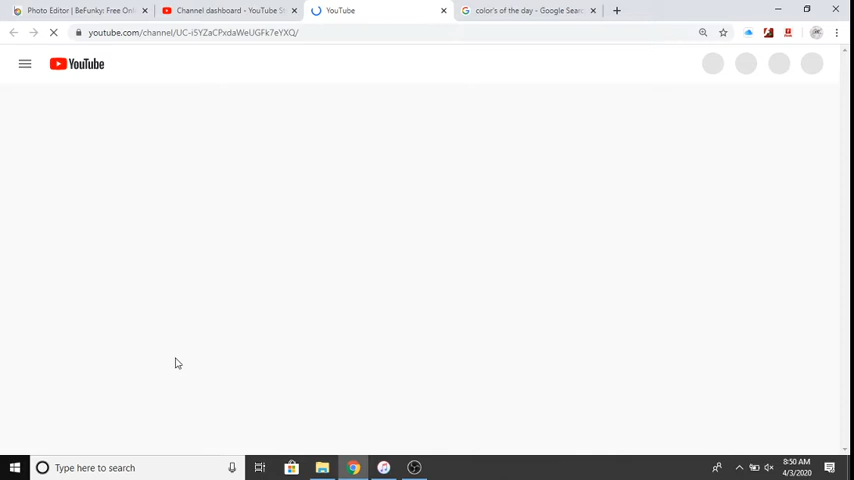 Photo Editor | BeFunky: Free Onli
Channel dashboard - YouTube St
YouTube
color's of the day - Google Searc
youtube.com/channel/UC-i5YZaCPxdaWeUGFk7eYXQ/
YouTube
Type here to search
8:50 AM
4/3/2020